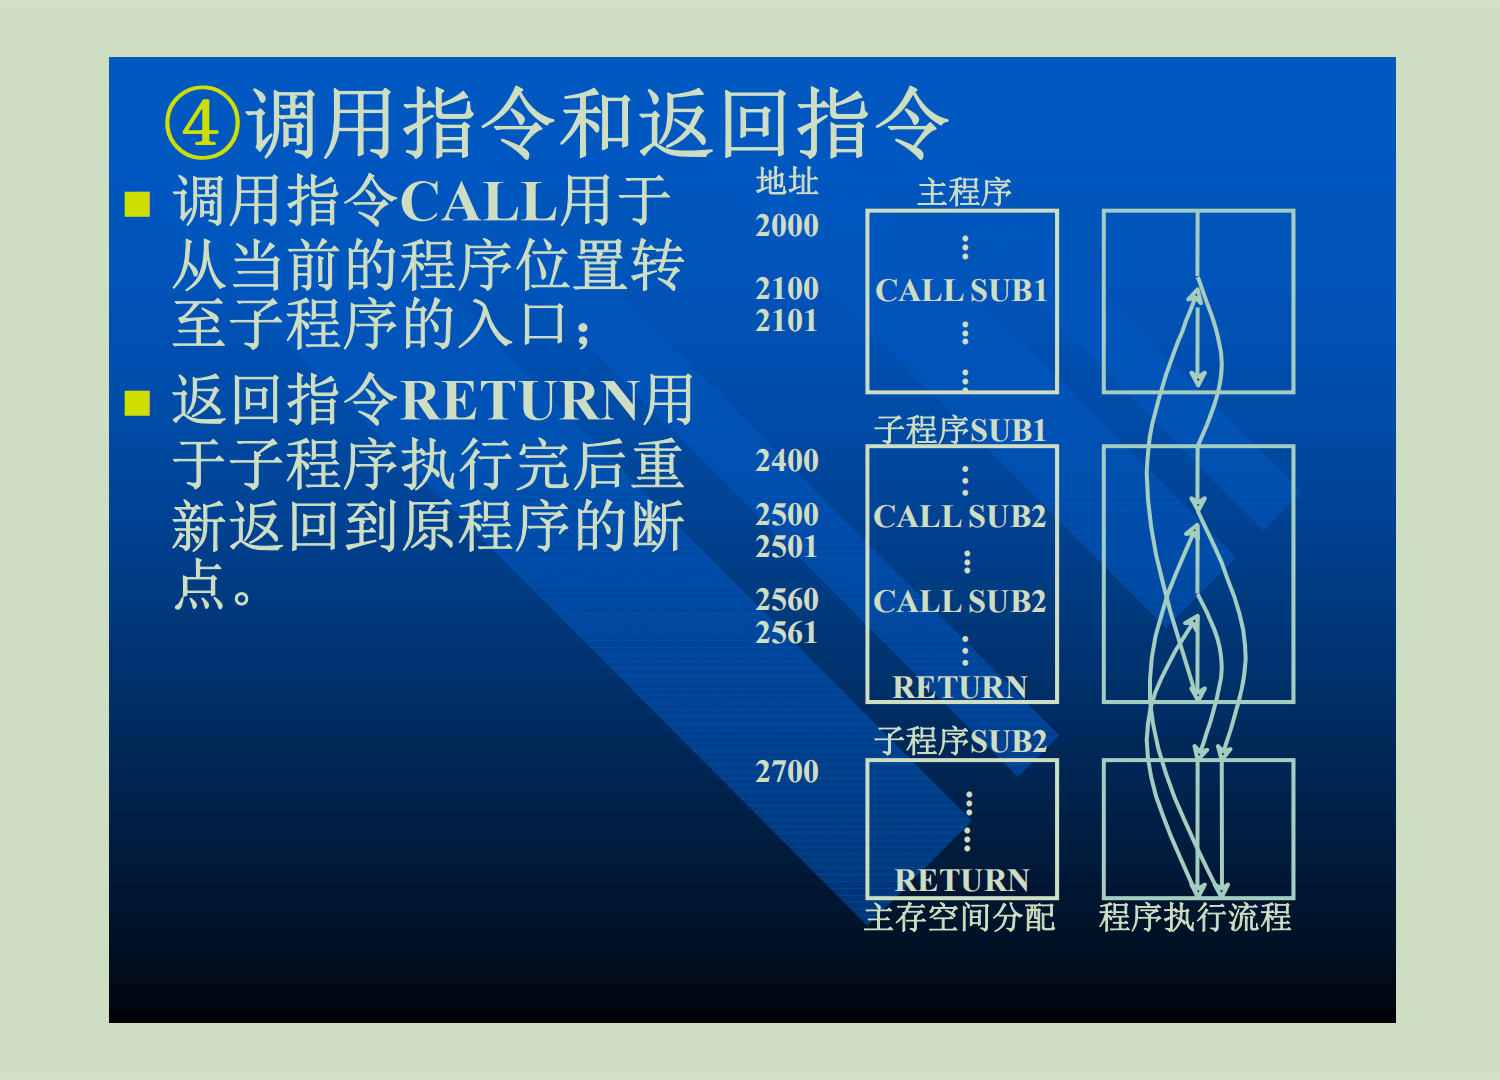 ④调用指令和返回指令
调用指令CALL用于
从当前的程序位置转
至子程序的入口；
返回指令RETURN用
于子程序执行完后重
新返回到原程序的断
点。
地址
主程序
2000
⋮
2100 CALL SUB1
2101
⋮
⋮
子程序SUB1
2400
⋮
2500 CALL SUB2
2501
⋮
2560 CALL SUB2
2561
⋮
RETURN
子程序SUB2
2700
⋮
⋮
RETURN
主存空间分配 程序执行流程